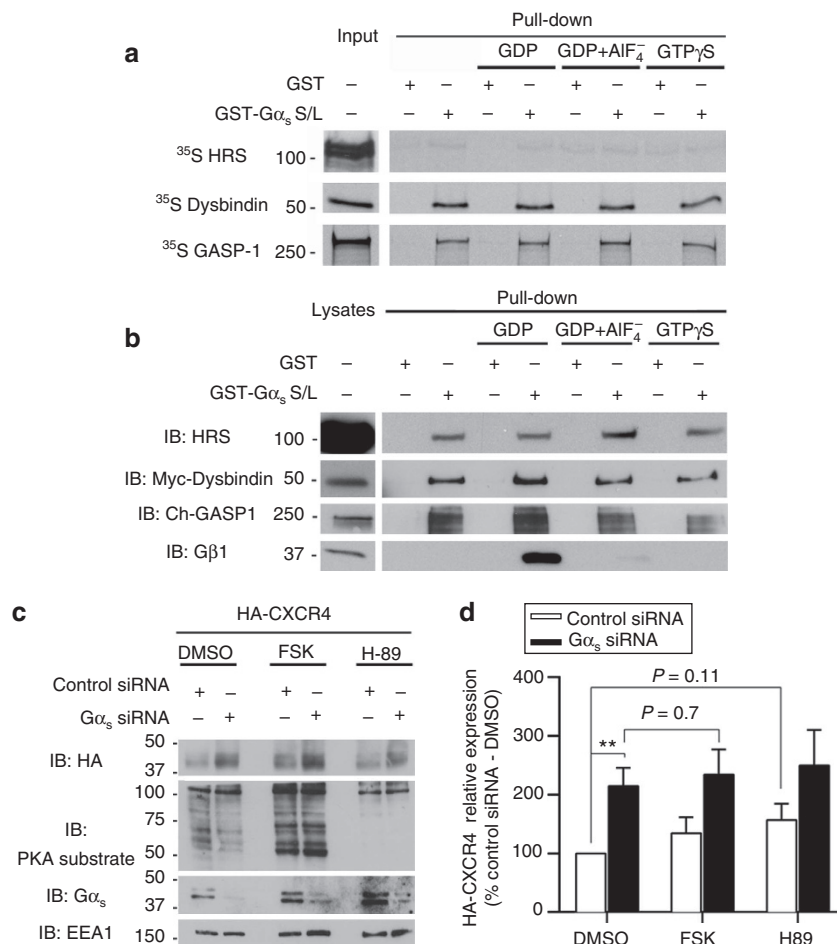 a
Input Pull-down
GDP GDP+AlF₄⁻ GTPγS
GST − + − + − + − + −
GST-Gαs S/L − − + − + − + − +
³⁵S HRS 100 -
³⁵S Dysbindin 50 -
³⁵S GASP-1 250 -
b
Lysates Pull-down
GDP GDP+AlF₄⁻ GTPγS
GST − + − + − + − + −
GST-Gαs S/L − − + − + − + − +
IB: HRS 100 -
IB: Myc-Dysbindin 50 -
IB: Ch-GASP1 250 -
IB: Gβ1 37 -
c
HA-CXCR4
DMSO FSK H-89
Control siRNA + − + − + −
Gαs siRNA − + − + − +
50 -
IB: HA
37 -
100 -
75 -
IB:
PKA substrate
50 -
50 -
IB: Gαs
37 -
IB: EEA1 150 -
d
Control siRNA
Gαs siRNA
HA-CXCR4 relative expression
(% control siRNA - DMSO)
400
300
200
100
0
P = 0.11
P = 0.7
**
DMSO FSK H89